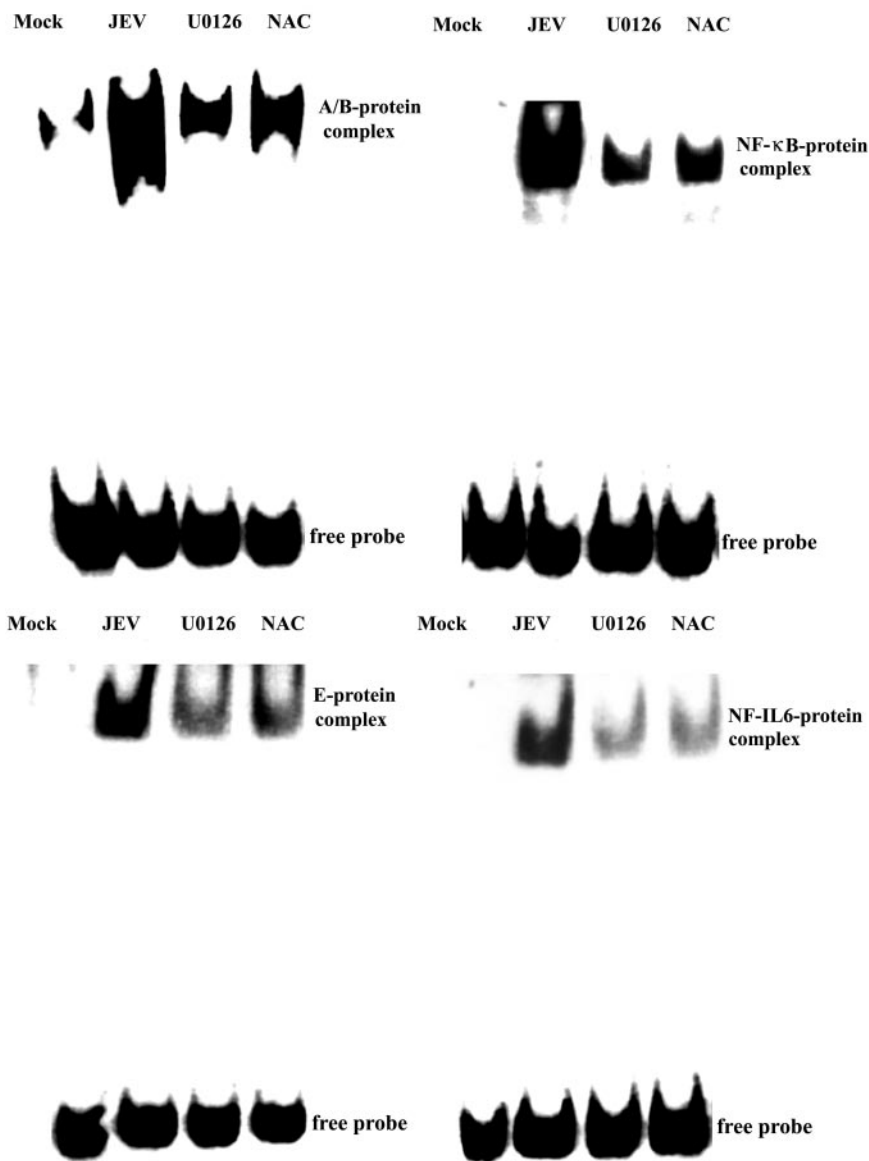 Mock JEV U0126 NAC
A/B-protein
complex
free probe
Mock JEV U0126 NAC
NF-κB-protein
complex
free probe
Mock JEV U0126 NAC
E-protein
complex
free probe
Mock JEV U0126 NAC
NF-IL6-protein
complex
free probe